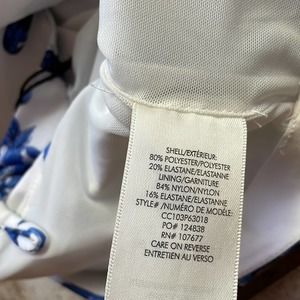 SHELL/EXTÉRIEUR:
80% POLYESTER/POLYESTER
20% ELASTANE/ELASTANNE
LINING/GARNITURE
84% NYLON/NYLON
16% ELASTANE/ELASTANNE
STYLE# /NUMÉRO DE MODÈLE:
CC103P63018
PO# 124838
RN# 107677
CARE ON REVERSE
ENTRETIEN AU VERSO